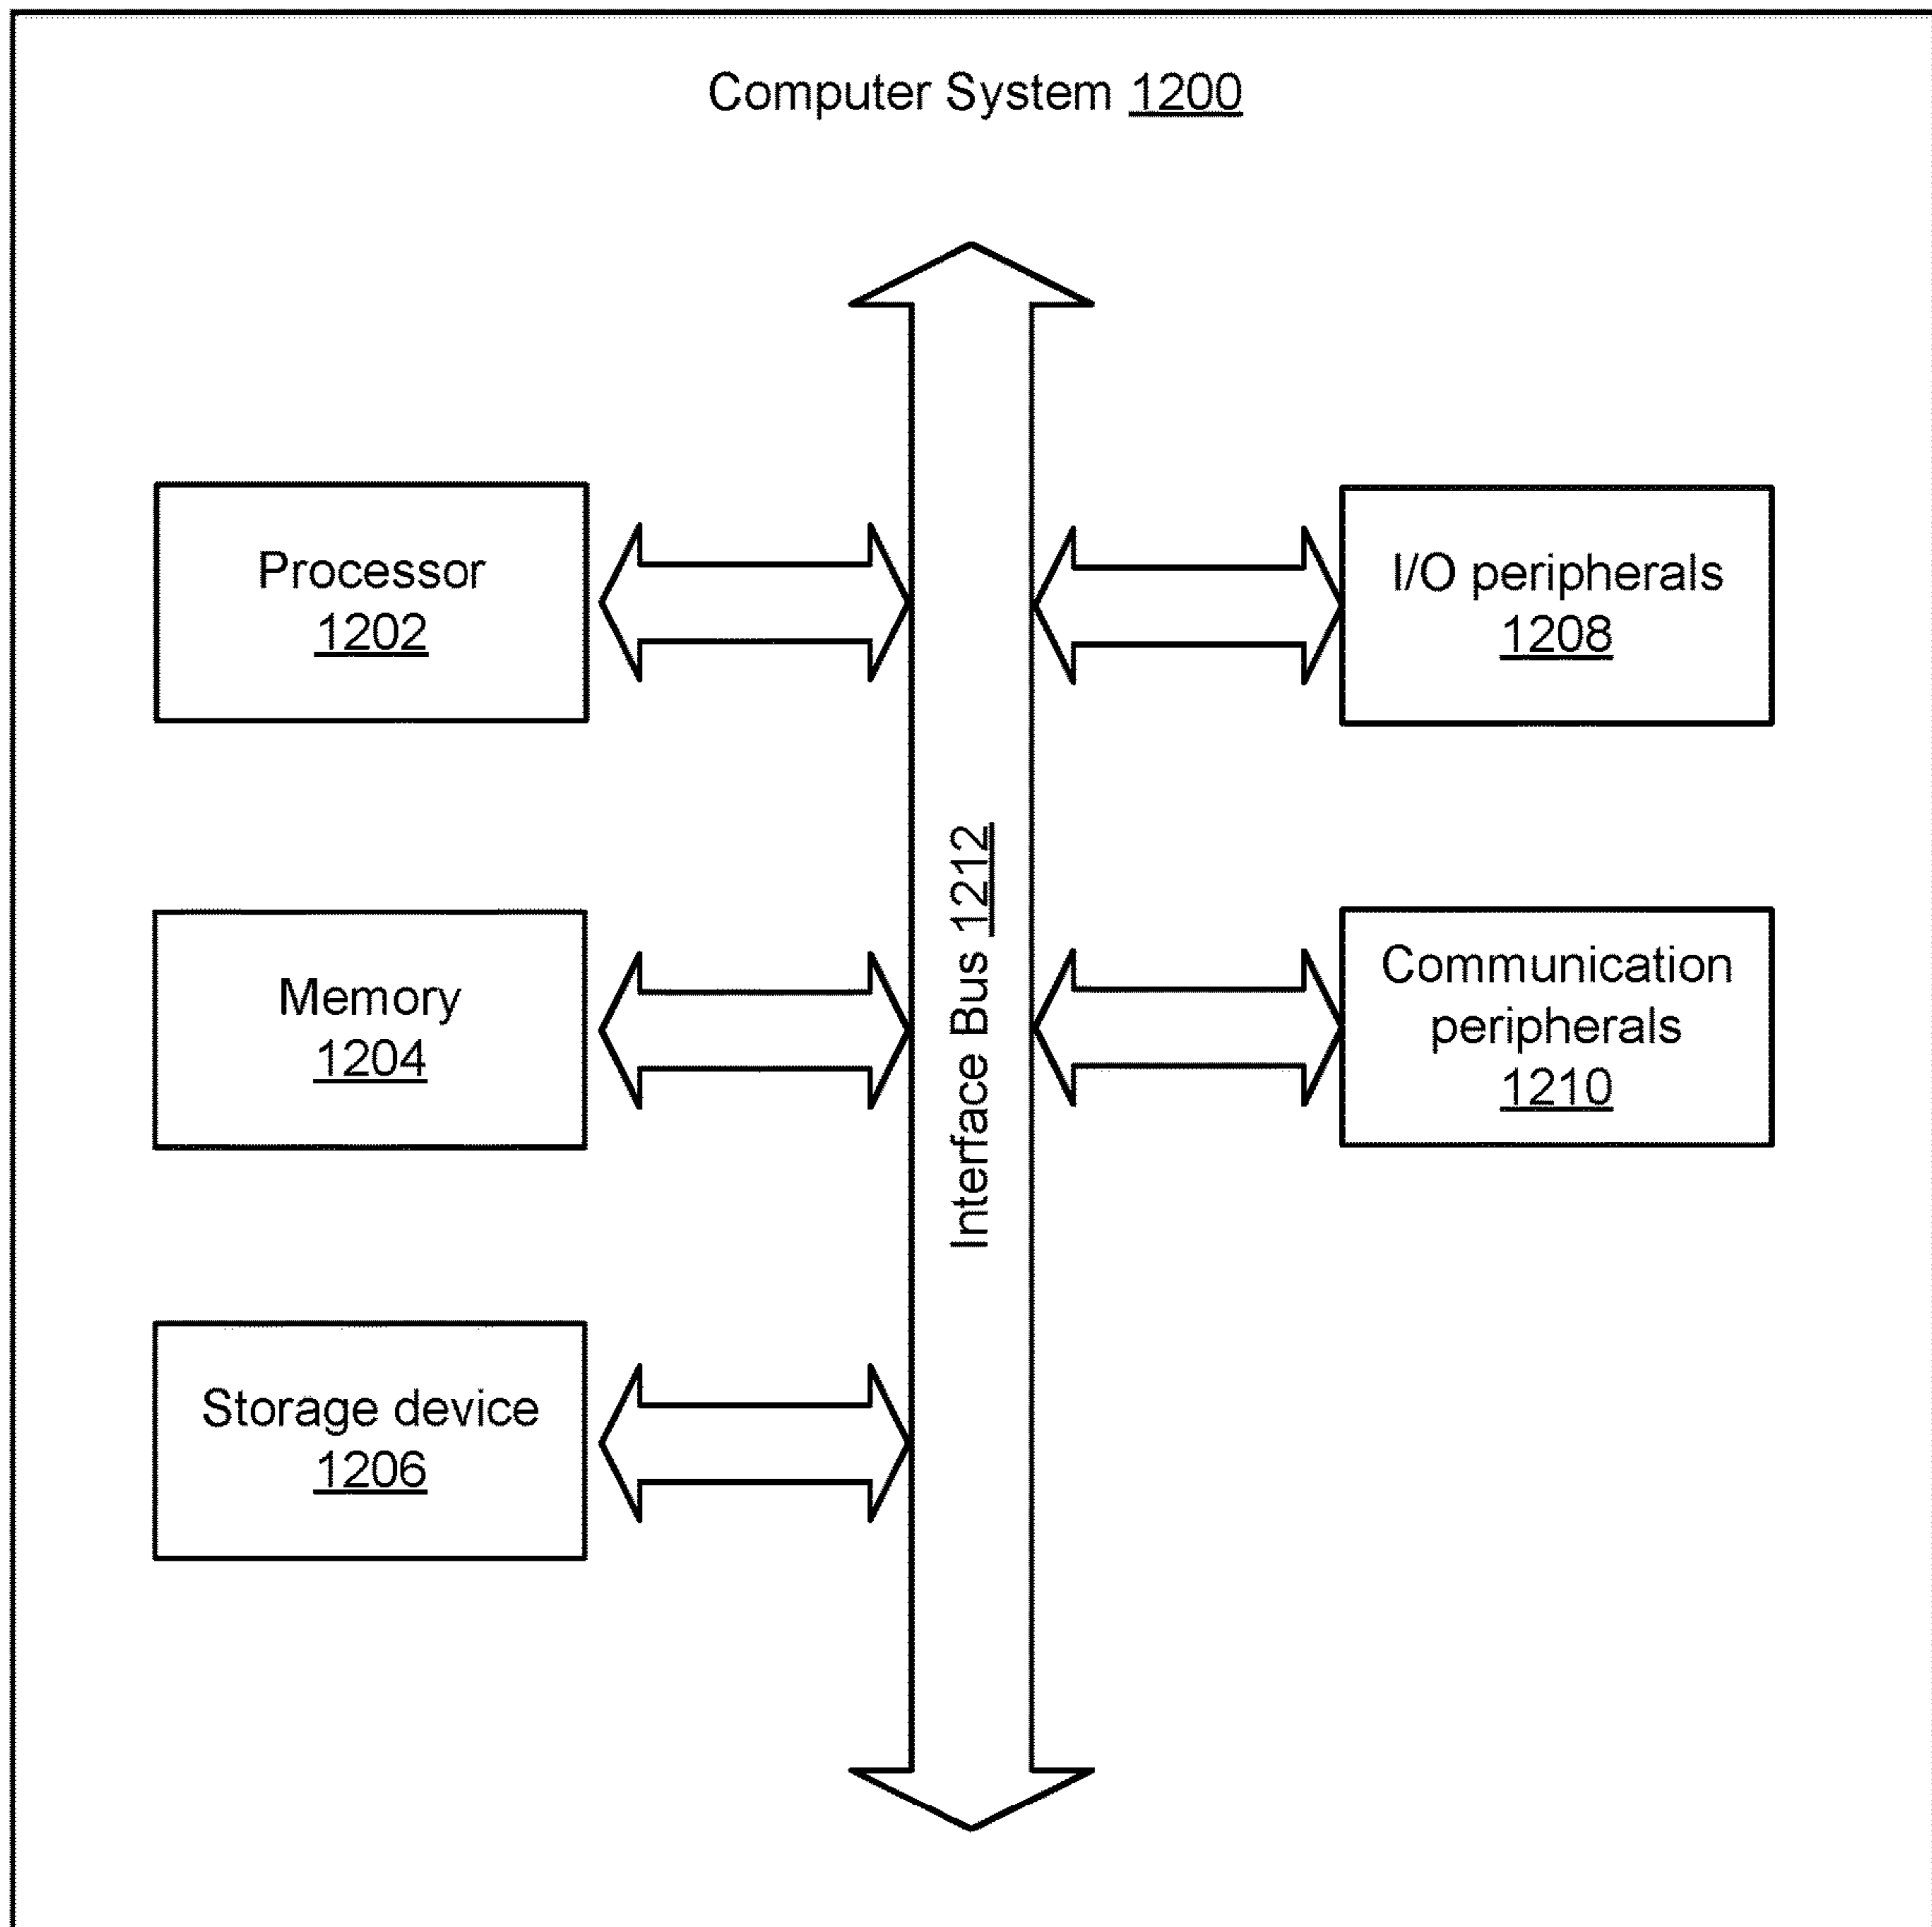 Computer System 1200
Processor
1202
I/O peripherals
1208
Interface Bus 1212
Memory
1204
Communication
peripherals
1210
Storage device
1206